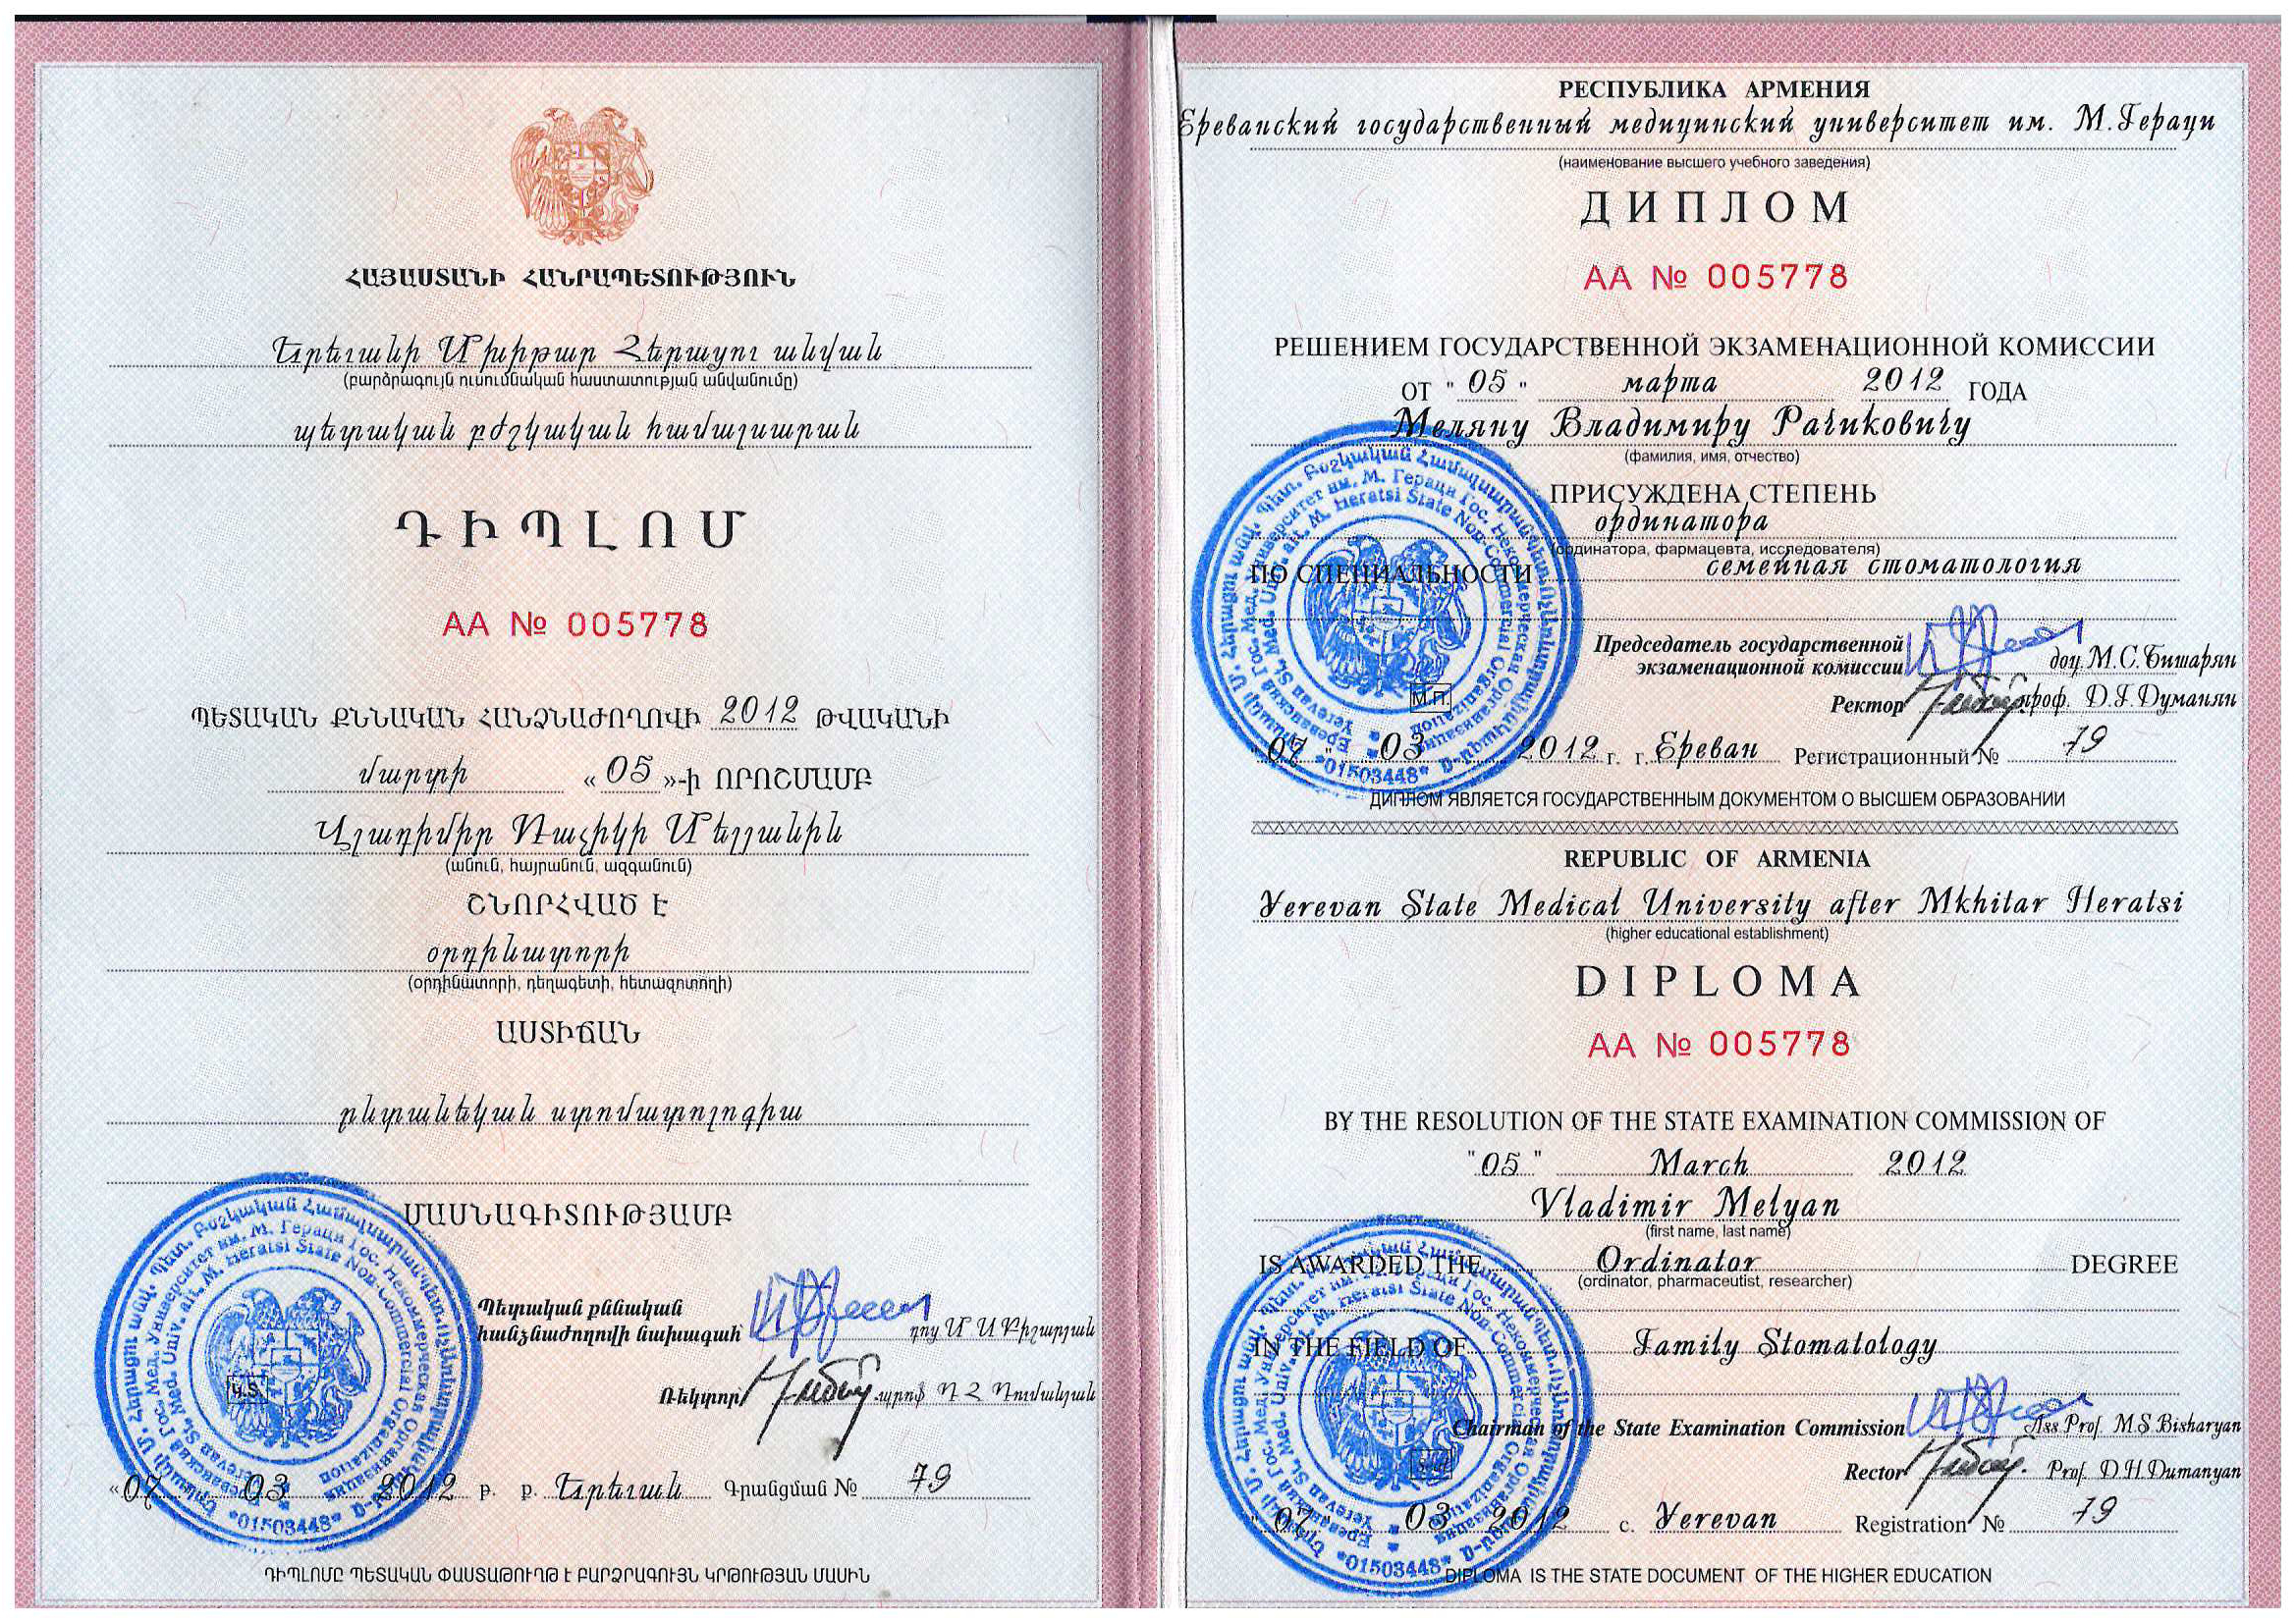 ՀԱՅԱՍՏԱՆԻ ՀԱՆՐԱՊԵՏՈՒԹՅՈՒՆ
Երևանի Մխիթար Հերացու անվան
(բարձրագույն ուսումնական հաստատության անվանումը)
պետական բժշկական համալսարան
ԴԻՊԼՈՄ
AA № 005778
ՊԵՏԱԿԱՆ ՔՆՆԱԿԱՆ ՀԱՆՁՆԱԺՈՂՈՎԻ 2012 ԹՎԱԿԱՆԻ
մարտի «05»-ի ՈՐՈՇՄԱՄԲ
Վլադիմիր Ռաչիկի Մելյանին
(անուն, հայրանուն, ազգանուն)
ՇՆՈՐՀՎԱԾ Է
օրդինատորի
(օրդինատորի, դեղագետի, հետազոտողի)
ԱՍՏԻՃԱՆ
ընտանեկան ստոմատոլոգիա
ՄԱՍՆԱԳԻՏՈՒԹՅԱՄԲ
Պետական քննական
հանձնաժողովի նախագահ դոց Մ Ս Բիշարյան
Ռեկտոր պրոֆ Դ Հ Դումանյան
Կ.Տ.
«07 03 2012 թ. ք. Երևան Գրանցման № 79
ԴԻՊԼՈՄԸ ՊԵՏԱԿԱՆ ՓԱՍՏԱԹՈՒՂԹ Է ԲԱՐՁՐԱԳՈՒՅՆ ԿՐԹՈՒԹՅԱՆ ՄԱՍԻՆ
РЕСПУБЛИКА АРМЕНИЯ
Ереванский государственный медицинский университет им. М.Гераци
(наименование высшего учебного заведения)
ДИПЛОМ
AA № 005778
РЕШЕНИЕМ ГОСУДАРСТВЕННОЙ ЭКЗАМЕНАЦИОННОЙ КОМИССИИ
ОТ "05" марта 2012 ГОДА
Меляну Владимиру Рачиковичу
(фамилия, имя, отчество)
ПРИСУЖДЕНА СТЕПЕНЬ
ординатора
(ординатора, фармацевта, исследователя)
ПО СПЕЦИАЛЬНОСТИ семейная стоматология
Председатель государственной
экзаменационной комиссии доц.М.С.Бишарян
Ректор проф. Д.Г.Думанян
М.П.
"07" 03 2012 г. г. Ереван Регистрационный № 79
ДИПЛОМ ЯВЛЯЕТСЯ ГОСУДАРСТВЕННЫМ ДОКУМЕНТОМ О ВЫСШЕМ ОБРАЗОВАНИИ
REPUBLIC OF ARMENIA
Yerevan State Medical University after Mkhitar Heratsi
(higher educational establishment)
DIPLOMA
AA № 005778
BY THE RESOLUTION OF THE STATE EXAMINATION COMMISSION OF
"05" March 2012
Vladimir Melyan
(first name, last name)
IS AWARDED THE Ordinator DEGREE
(ordinator, pharmaceutist, researcher)
IN THE FIELD OF Family Stomatology
Chairman of the State Examination Commission Ass.Prof. M.S.Bisharyan
Rector Prof. D.H.Dumanyan
Seal
"07" 03 2012 c. Yerevan Registration № 79
DIPLOMA IS THE STATE DOCUMENT OF THE HIGHER EDUCATION